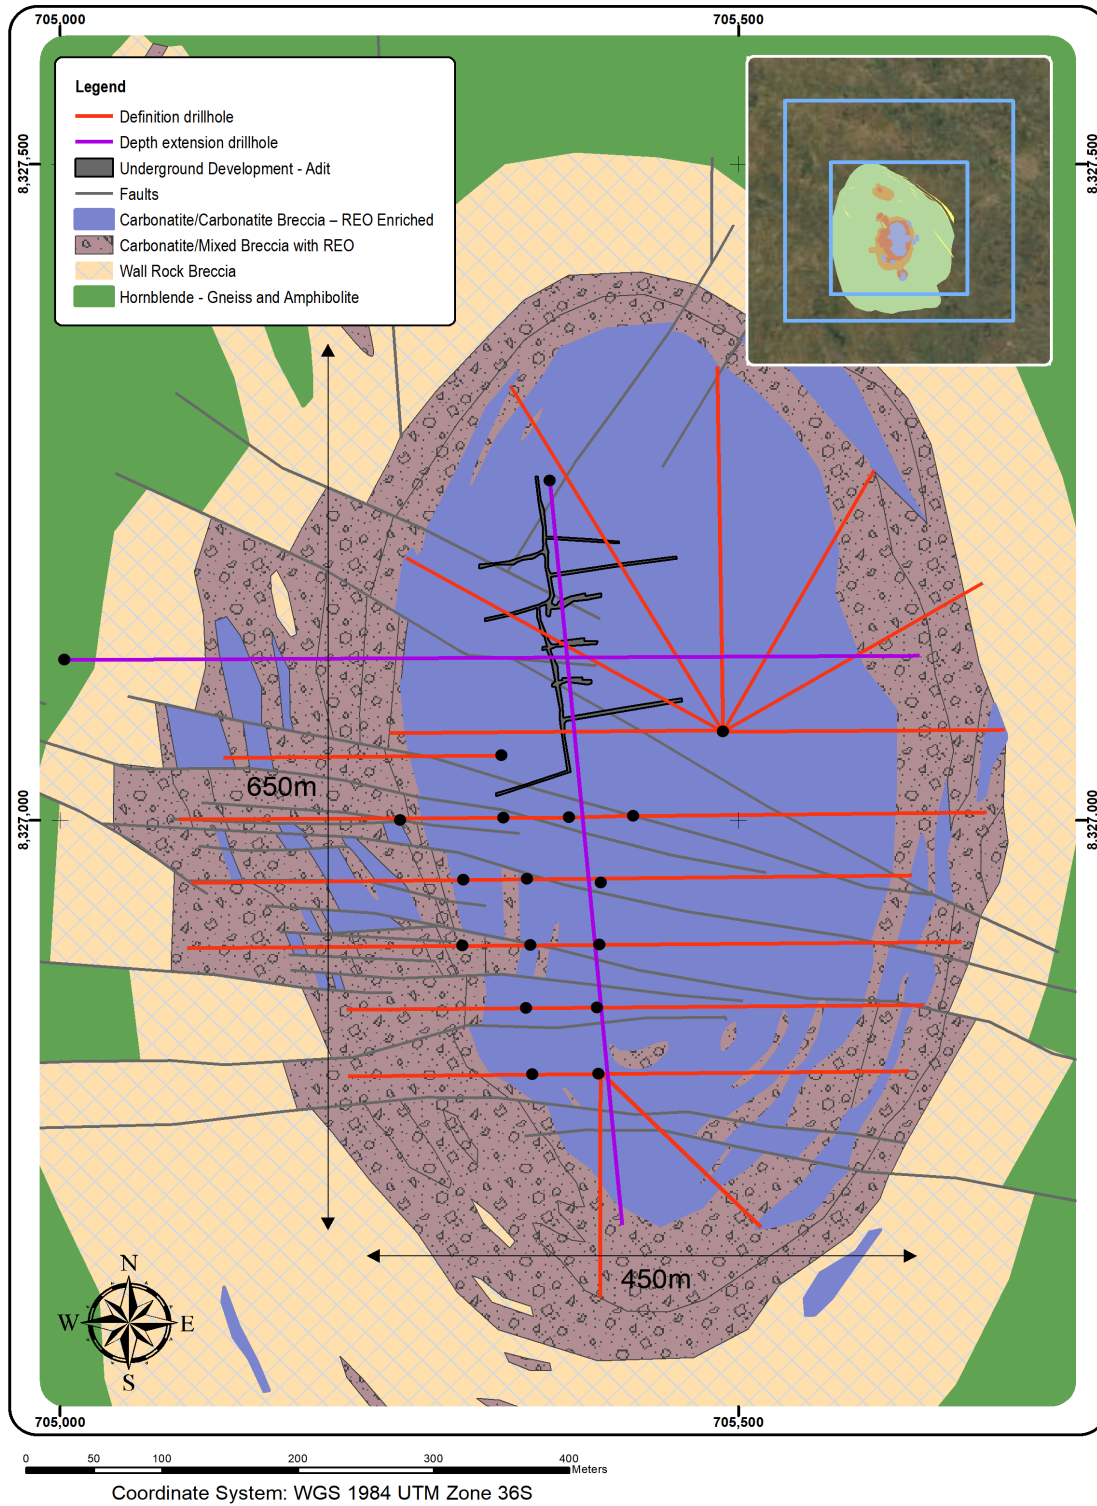 705,000
705,500
8,327,500
8,327,500
Legend
Definition drillhole
Depth extension drillhole
Underground Development - Adit
Faults
Carbonatite/Carbonatite Breccia – REO Enriched
Carbonatite/Mixed Breccia with REO
Wall Rock Breccia
Hornblende - Gneiss and Amphibolite
650m
8,327,000
8,327,000
450m
N
W
E
S
705,000
705,500
0
50
100
200
300
400
Meters
Coordinate System: WGS 1984 UTM Zone 36S